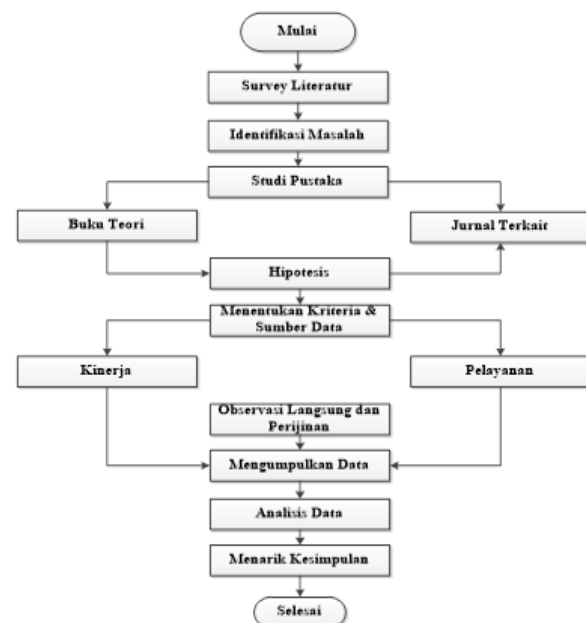 Mulai
Survey Literatur
Identifikasi Masalah
Studi Pustaka
Buku Teori
Jurnal Terkait
Hipotesis
Menentukan Kriteria &
Sumber Data
Kinerja
Pelayanan
Observasi Langsung dan
Perijinan
Mengumpulkan Data
Analisis Data
Menarik Kesimpulan
Selesai